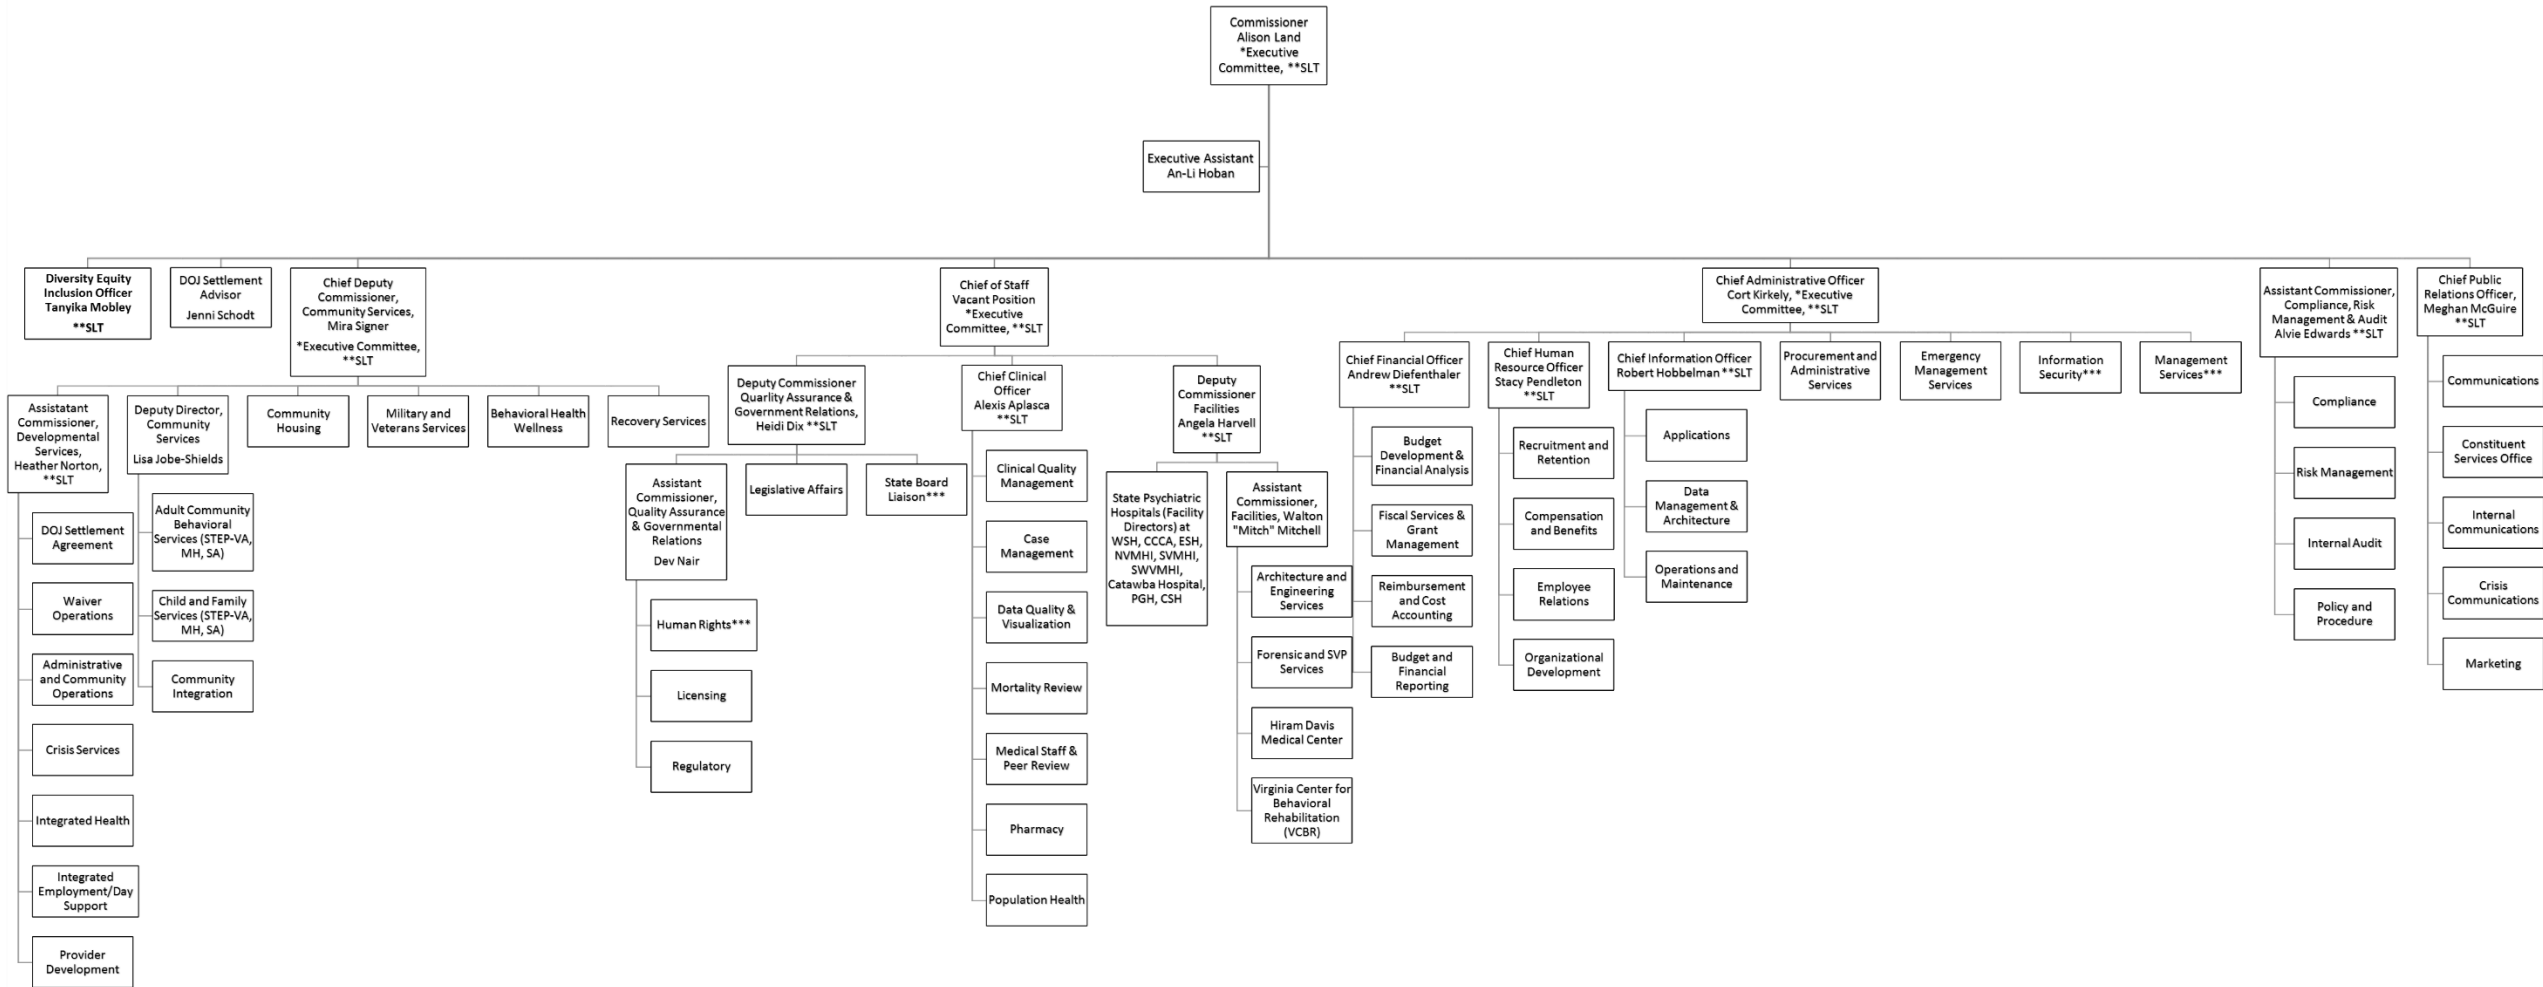 Commissioner
Alison Land
*Executive
Committee, **SLT
Executive Assistant
An-Li Hoban
Diversity Equity
Inclusion Officer
Tanyika Mobley
**SLT
DOJ Settlement
Advisor
Jenni Schodt
Chief Deputy
Commissioner,
Community Services,
Mira Signer
*Executive Committee,
**SLT
Chief of Staff
Vacant Position
*Executive
Committee, **SLT
Chief Administrative Officer
Cort Kirkely, *Executive
Committee, **SLT
Assistant Commissioner,
Compliance, Risk
Management & Audit
Alvie Edwards **SLT
Chief Public
Relations Officer,
Meghan McGuire
**SLT
Assistatant
Commissioner,
Developmental
Services,
Heather Norton,
**SLT
Deputy Director,
Community
Services
Lisa Jobe-Shields
Community
Housing
Military and
Veterans Services
Behavioral Health
Wellness
Recovery Services
Deputy Commissioner
Quarlity Assurance &
Government Relations,
Heidi Dix **SLT
Chief Clinical
Officer
Alexis Aplasca
**SLT
Deputy
Commissioner
Facilities
Angela Harvell
**SLT
Chief Financial Officer
Andrew Diefenthaler
**SLT
Chief Human
Resource Officer
Stacy Pendleton
**SLT
Chief Information Officer
Robert Hobbelman **SLT
Procurement and
Administrative
Services
Emergency
Management
Services
Information
Security***
Management
Services***
DOJ Settlement
Agreement
Waiver
Operations
Administrative
and Community
Operations
Crisis Services
Integrated Health
Integrated
Employment/Day
Support
Provider
Development
Adult Community
Behavioral
Services (STEP-VA,
MH, SA)
Child and Family
Services (STEP-VA,
MH, SA)
Community
Integration
Assistant
Commissioner,
Quality Assurance
& Governmental
Relations
Dev Nair
Legislative Affairs
State Board
Liaison***
Human Rights***
Licensing
Regulatory
Clinical Quality
Management
Case
Management
Data Quality &
Visualization
Mortality Review
Medical Staff &
Peer Review
Pharmacy
Population Health
State Psychiatric
Hospitals (Facility
Directors) at
WSH, CCCA, ESH,
NVMHI, SVMHI,
SWVMHI,
Catawba Hospital,
PGH, CSH
Assistant
Commissioner,
Facilities, Walton
"Mitch" Mitchell
Architecture and
Engineering
Services
Forensic and SVP
Services
Hiram Davis
Medical Center
Virginia Center for
Behavioral
Rehabilitation
(VCBR)
Budget
Development &
Financial Analysis
Fiscal Services &
Grant
Management
Reimbursement
and Cost
Accounting
Budget and
Financial
Reporting
Recruitment and
Retention
Compensation
and Benefits
Employee
Relations
Organizational
Development
Applications
Data
Management &
Architecture
Operations and
Maintenance
Compliance
Risk Management
Internal Audit
Policy and
Procedure
Communications
Constituent
Services Office
Internal
Communications
Crisis
Communications
Marketing